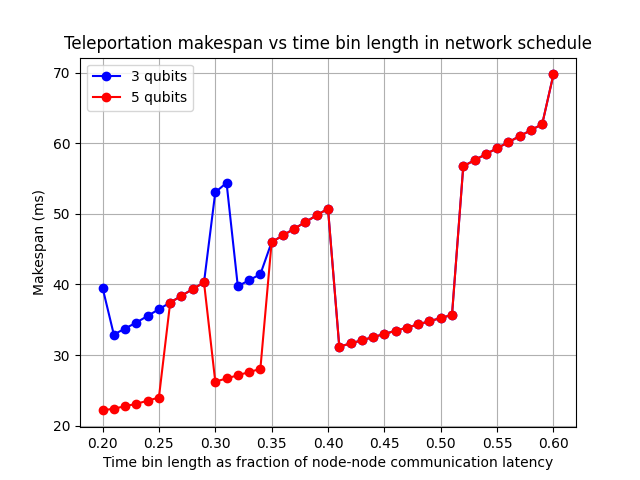 Teleportation makespan vs time bin length in network schedule
3 qubits
5 qubits
Makespan (ms)
70
60
50
40
30
20
0.20 0.25 0.30 0.35 0.40 0.45 0.50 0.55 0.60
Time bin length as fraction of node-node communication latency